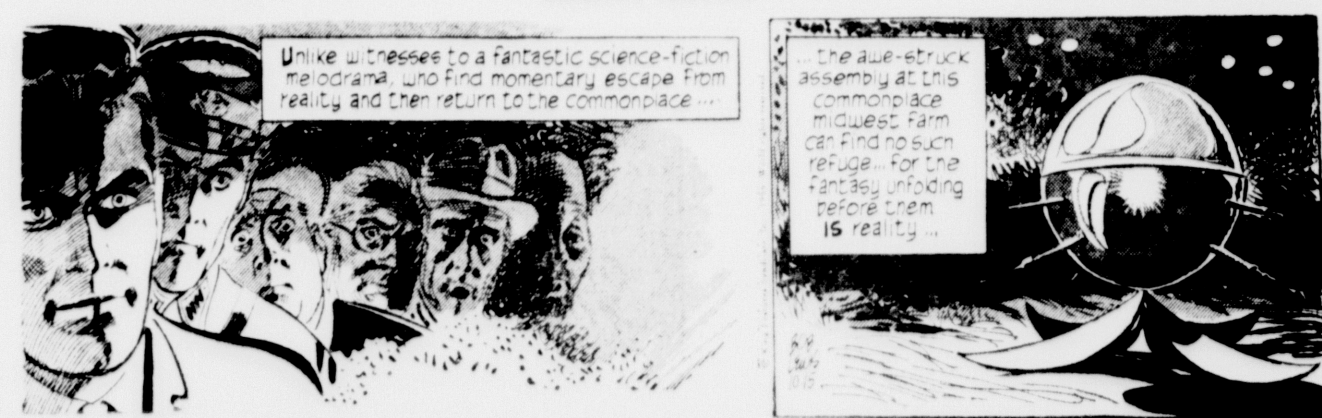 Unlike witnesses to a fantastic science-fiction
melodrama, who find momentary escape from
reality and then return to the commonplace ....
... the awe-struck
assembly at this
commonplace
midwest farm
can find no such
refuge... for the
fantasy unfolding
before them
IS reality ...